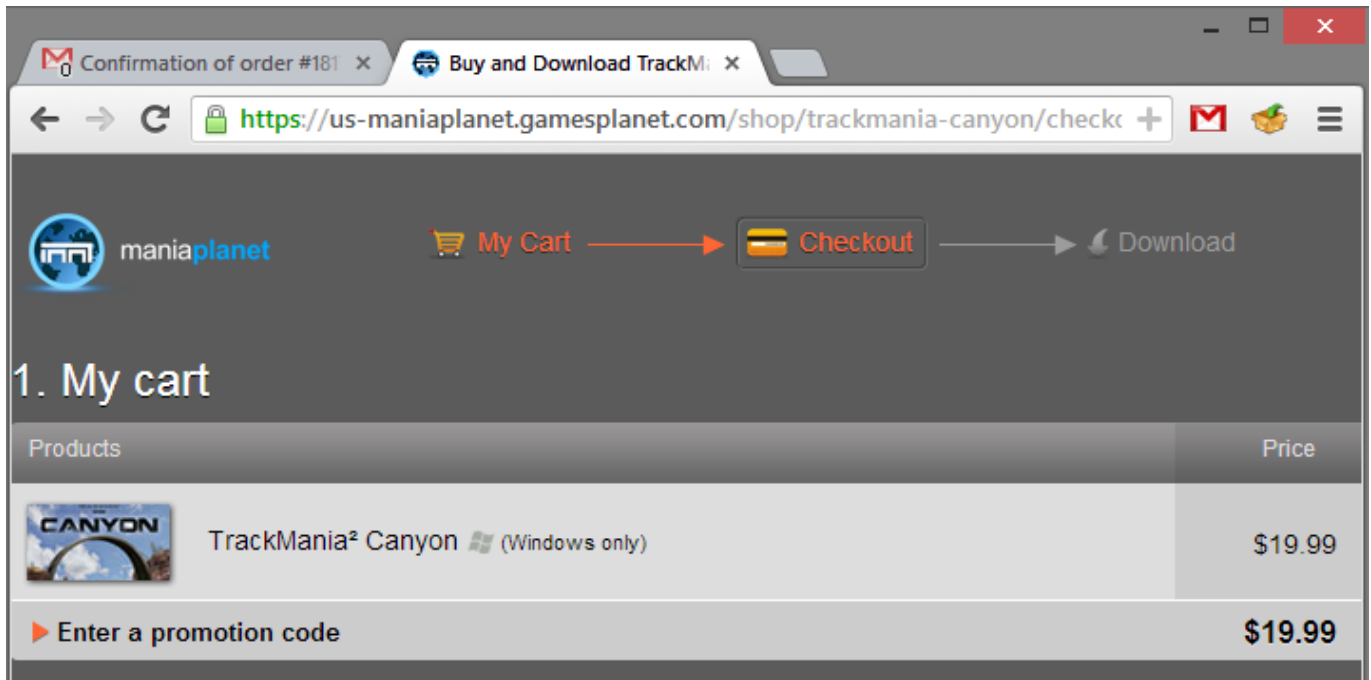 Confirmation of order #181
Buy and Download TrackM
https://us-maniaplanet.gamesplanet.com/shop/trackmania-canyon/check
maniaplanet
My Cart
Checkout
Download
1. My cart
Products
Price
CANYON
TrackMania² Canyon (Windows only)
$19.99
Enter a promotion code
$19.99